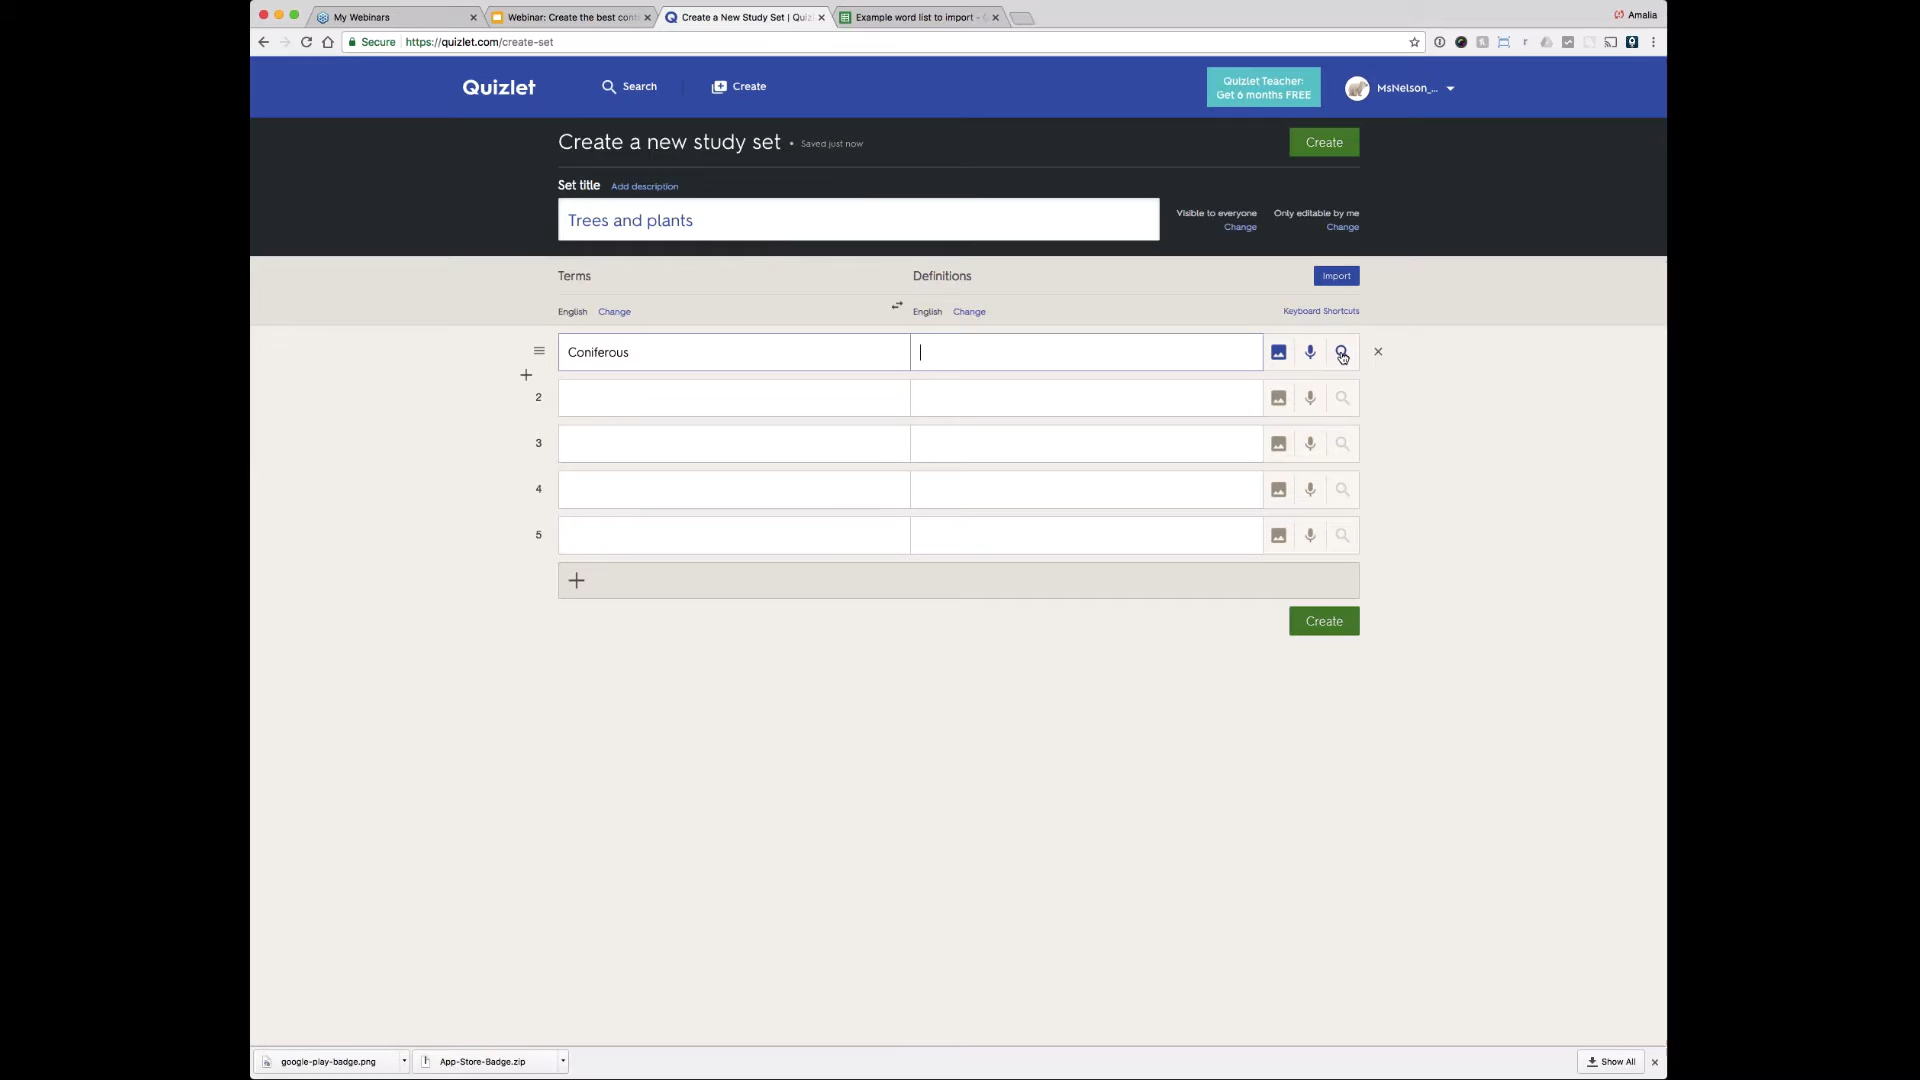 My Webinars
Webinar: Create the best cont
Create a New Study Set | Quiz
Example word list to import -
Amalia
Secure
https://quizlet.com/create-set
Quizlet
Search
Create
Quizlet Teacher:
Get 6 months FREE
MsNelson_...
Create a new study set • Saved just now
Create
Set title
Add description
Trees and plants
Visible to everyone
Change
Only editable by me
Change
Terms
Definitions
Import
English Change
English Change
Keyboard Shortcuts
Coniferous
2
3
4
5
Create
google-play-badge.png
App-Store-Badge.zip
Show All